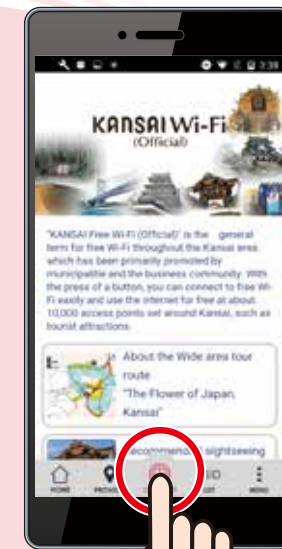 3:38
KANSAI Wi-Fi
(Official)
"KANSAI Free Wi-Fi (Official)" is the general
term for free Wi-Fi throughout the Kansai area
which has been primarily promoted by
municipalitie and the business community. With
the press of a button, you can connect to free Wi-
Fi easily and use the internet for free at about
10,000 access points set around Kansai, such as
tourist attractions
About the Wide area tour
route
"The Flower of Japan,
Kansai"
sightseeing
HOME
LIST
MENU